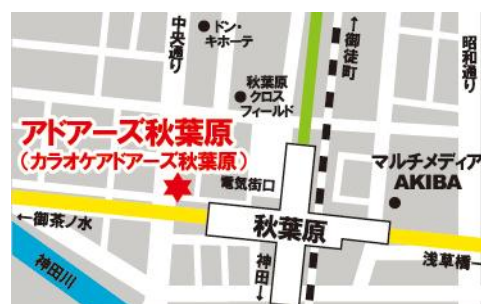 中央通り
ドン・
キホーテ
←御徒町
昭和通り
秋葉原
クロス
フィールド
アドアーズ秋葉原
（カラオケアドアーズ秋葉原）
電気街口
マルチメディア
AKIBA
←御茶ノ水
秋葉原
神田川
神田→
浅草橋→